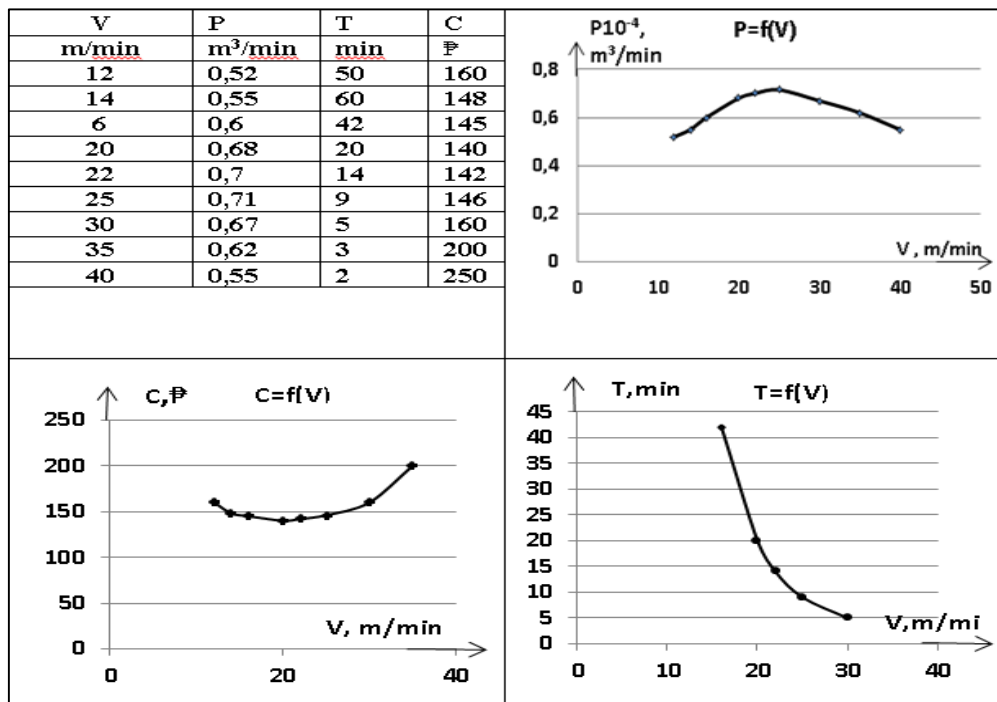 V P T C
m/min m³/min min ₱
12 0,52 50 160
14 0,55 60 148
6 0,6 42 145
20 0,68 20 140
22 0,7 14 142
25 0,71 9 146
30 0,67 5 160
35 0,62 3 200
40 0,55 2 250
P10⁻⁴, P=f(V)
m³/min
0,8
0,6
0,4
0,2
V , m/min
0
0 10 20 30 40 50
C,₱ C=f(V)
250
200
150
100
50
V, m/min
0
0 20 40
T,min T=f(V)
45
40
35
30
25
20
15
10
5
V,m/mi
0
0 10 20 30 40